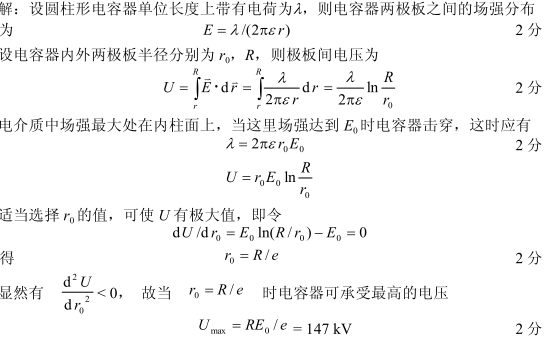 解：设圆柱形电容器单位长度上带有电荷为λ，则电容器两极板之间的场强分布
为 E = λ/(2πεr) 2 分
设电容器内外两极板半径分别为 r₀，R，则极板间电压为
U = ∫ᵣᴿ E⃗ · d r⃗ = ∫ᵣᴿ λ/(2πε r) d r = λ/(2πε) ln R/r₀ 2 分
电介质中场强最大处在内柱面上，当这里场强达到 E₀ 时电容器击穿，这时应有
λ = 2πε r₀E₀ 2 分
U = r₀E₀ ln R/r₀
适当选择 r₀ 的值，可使 U 有极大值，即令
dU/dr₀ = E₀ ln(R/r₀) − E₀ = 0
得 r₀ = R/e 2 分
显然有 d²U/dr₀² < 0， 故当 r₀ = R/e 时电容器可承受最高的电压
Uₘₐₓ = RE₀/e = 147 kV 2 分